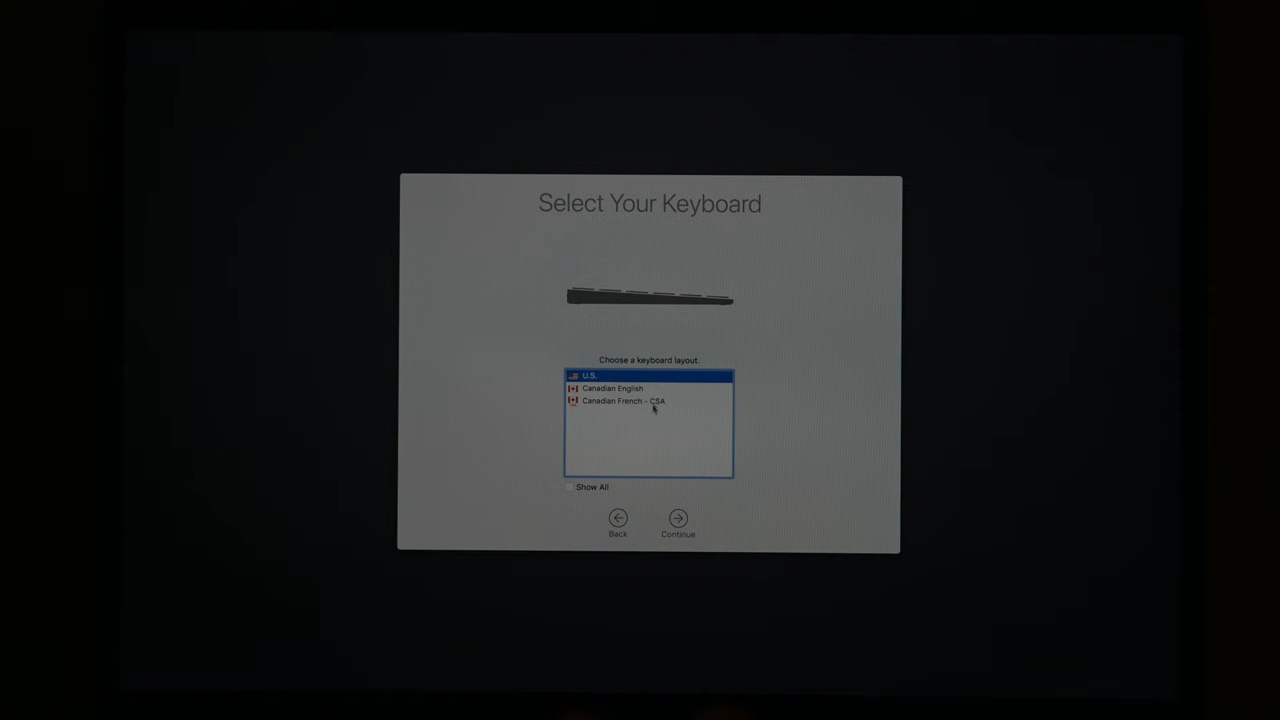 Select Your Keyboard
Choose a keyboard layout.
U.S.
Canadian English
Canadian French - CSA
Show All
Back
Continue